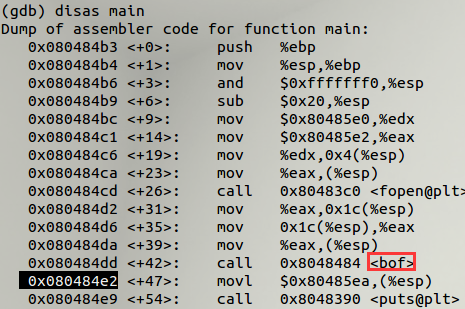 (gdb) disas main
Dump of assembler code for function main:
0x080484b3 <+0>: push %ebp
0x080484b4 <+1>: mov %esp,%ebp
0x080484b6 <+3>: and $0xfffffff0,%esp
0x080484b9 <+6>: sub $0x20,%esp
0x080484bc <+9>: mov $0x80485e0,%edx
0x080484c1 <+14>: mov $0x80485e2,%eax
0x080484c6 <+19>: mov %edx,0x4(%esp)
0x080484ca <+23>: mov %eax,(%esp)
0x080484cd <+26>: call 0x80483c0 <fopen@plt>
0x080484d2 <+31>: mov %eax,0x1c(%esp)
0x080484d6 <+35>: mov 0x1c(%esp),%eax
0x080484da <+39>: mov %eax,(%esp)
0x080484dd <+42>: call 0x8048484 <bof>
0x080484e2 <+47>: movl $0x80485ea,(%esp)
0x080484e9 <+54>: call 0x8048390 <puts@plt>